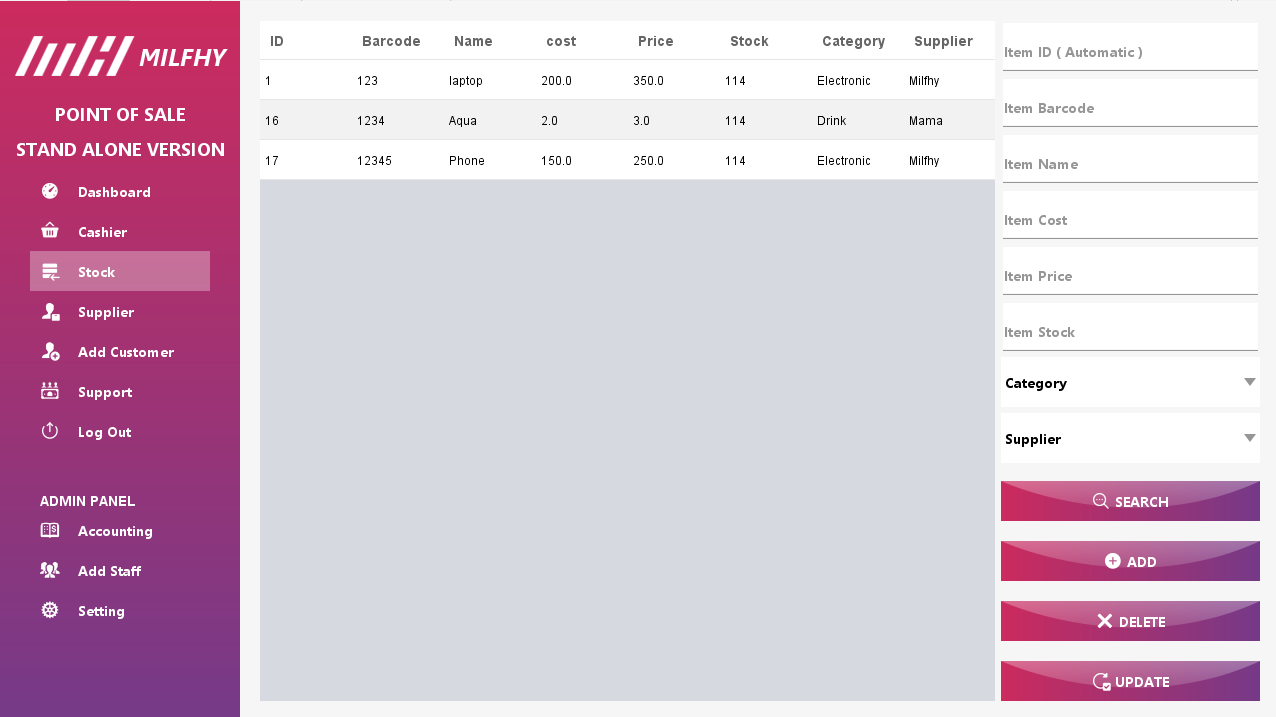 MILFHY
POINT OF SALE
STAND ALONE VERSION
Dashboard
Cashier
Stock
Supplier
Add Customer
Support
Log Out
ADMIN PANEL
Accounting
Add Staff
Setting
ID Barcode Name cost Price Stock Category Supplier
1 123 laptop 200.0 350.0 114 Electronic Milfhy
16 1234 Aqua 2.0 3.0 114 Drink Mama
17 12345 Phone 150.0 250.0 114 Electronic Milfhy
Item ID ( Automatic )
Item Barcode
Item Name
Item Cost
Item Price
Item Stock
Category
Supplier
SEARCH
ADD
DELETE
UPDATE